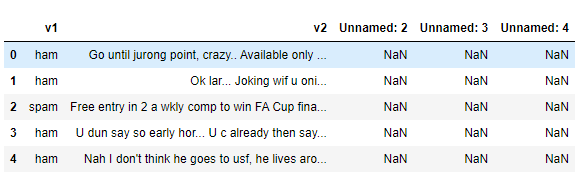 v1 v2 Unnamed: 2 Unnamed: 3 Unnamed: 4
0 ham Go until jurong point, crazy.. Available only ... NaN NaN NaN
1 ham Ok lar... Joking wif u oni... NaN NaN NaN
2 spam Free entry in 2 a wkly comp to win FA Cup fina... NaN NaN NaN
3 ham U dun say so early hor... U c already then say... NaN NaN NaN
4 ham Nah I don't think he goes to usf, he lives aro... NaN NaN NaN